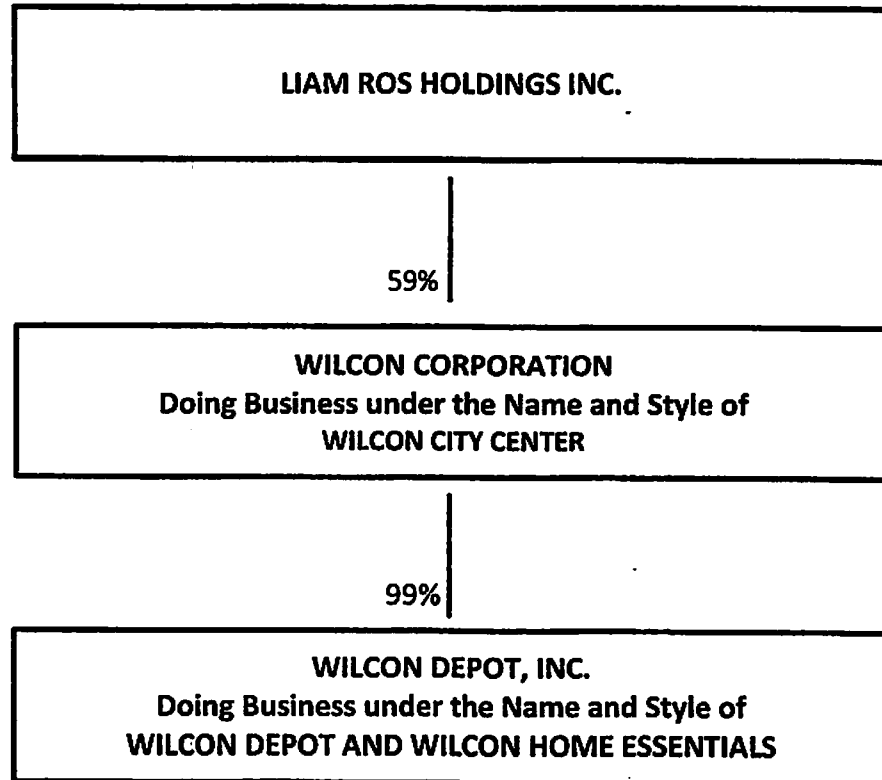 LIAM ROS HOLDINGS INC.
59%
WILCON CORPORATION
Doing Business under the Name and Style of
WILCON CITY CENTER
99%
WILCON DEPOT, INC.
Doing Business under the Name and Style of
WILCON DEPOT AND WILCON HOME ESSENTIALS